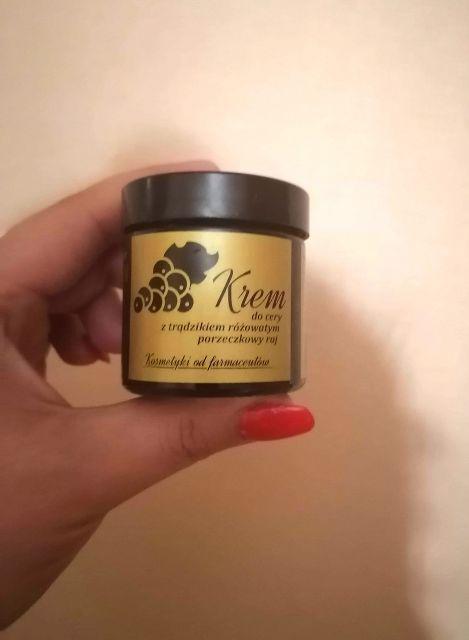 Krem
do cery
z trądzikiem różowatym
porzeczkowy raj
Kosmetyki od farmaceutów